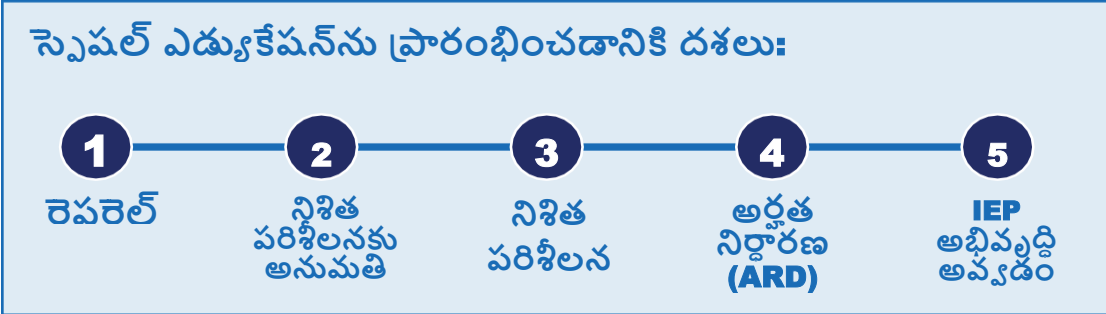 స్పెషల్ ఎడ్యుకేషన్‌ను ప్రారంభించడానికి దశలు:
1
2
3
4
5
రెపరెల్
నిశిత
పరిశీలనకు
అనుమతి
నిశిత
పరిశీలన
అర్హత
నిర్ధారణ
(ARD)
IEP
అభివృద్ధి
అవ్వడం